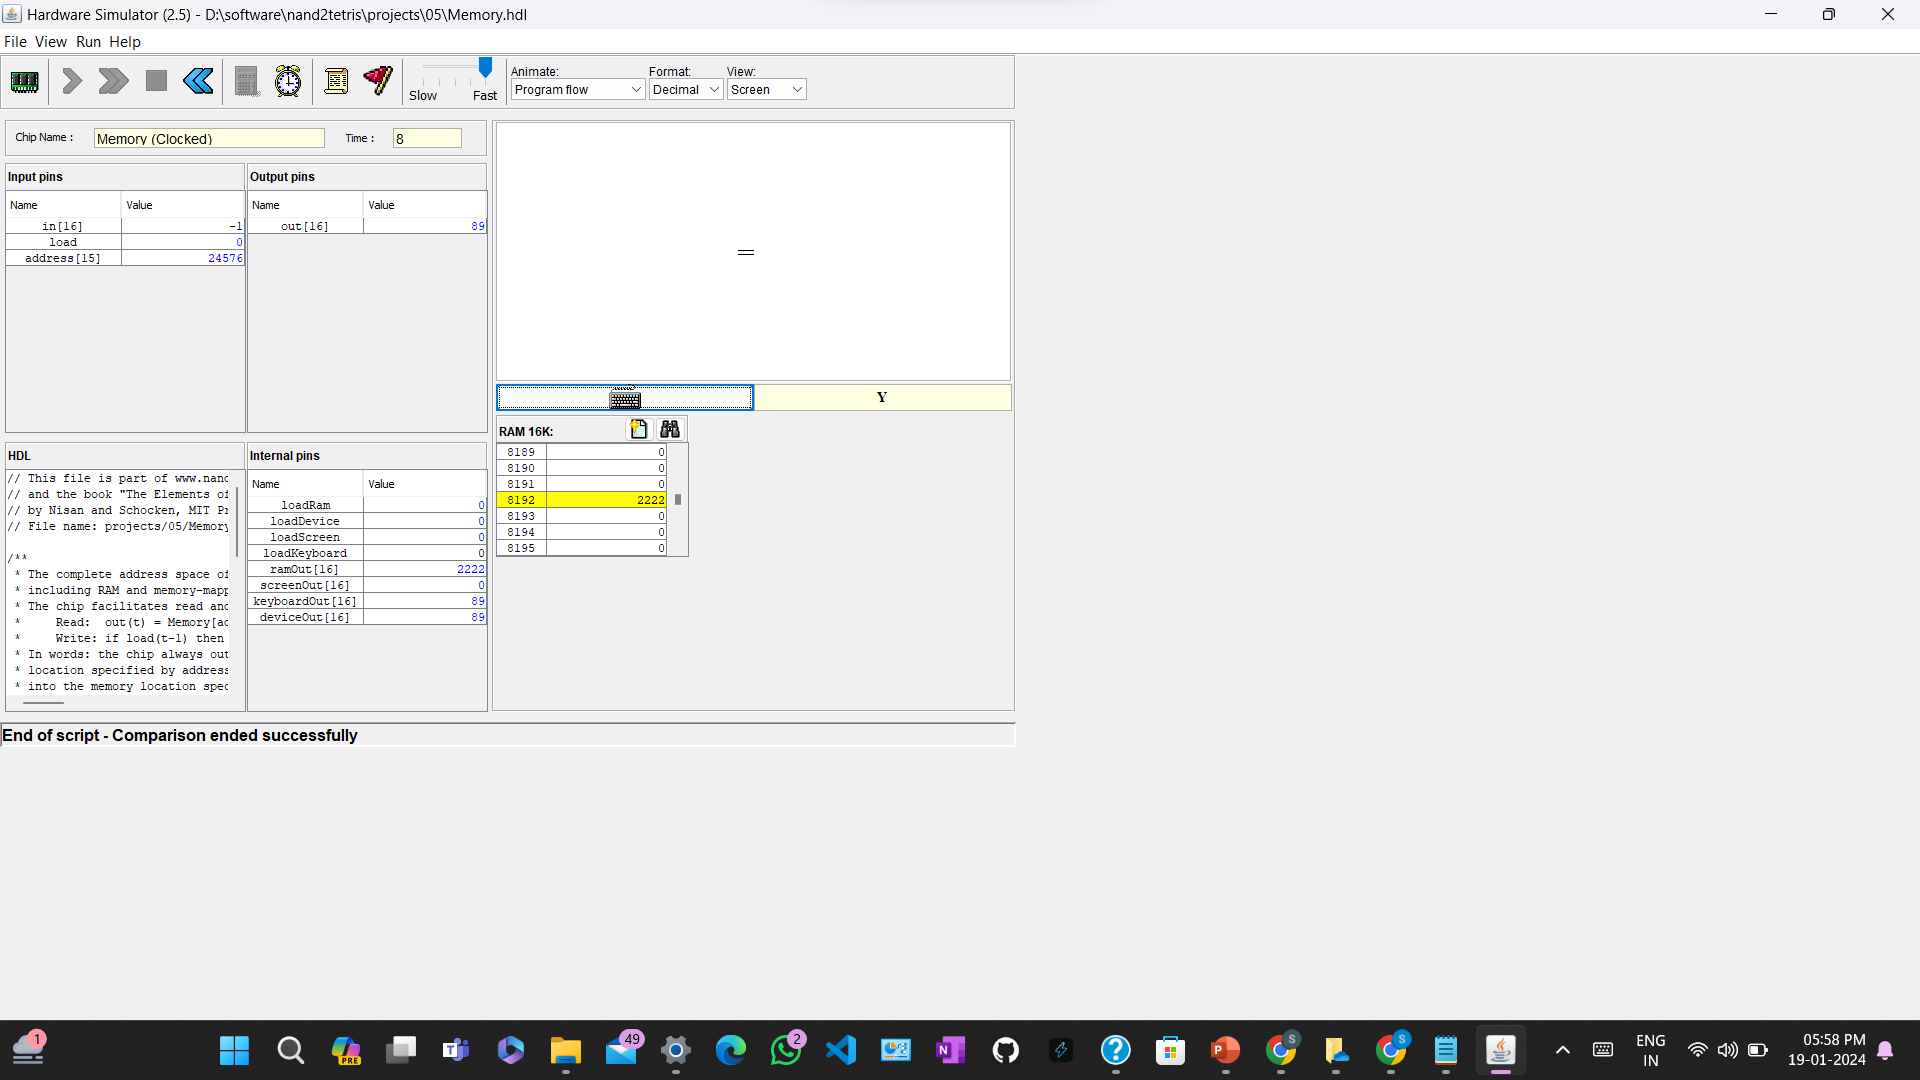 Hardware Simulator (2.5) - D:\software\nand2tetris\projects\05\Memory.hdl
File View Run Help
Slow Fast
Animate: Format: View:
Program flow Decimal Screen
Chip Name : Memory (Clocked) Time : 8
Input pins
Name Value
in[16] -1
load 0
address[15] 24576
Output pins
Name Value
out[16] 89
Y
RAM 16K:
8189 0
8190 0
8191 0
8192 2222
8193 0
8194 0
8195 0
HDL
// This file is part of www.nand
// and the book "The Elements of
// by Nisan and Schocken, MIT Pr
// File name: projects/05/Memory
/**
* The complete address space of
* including RAM and memory-mapp
* The chip facilitates read and
* Read: out(t) = Memory[ad
* Write: if load(t-1) then
* In words: the chip always out
* location specified by address
* into the memory location spec
Internal pins
Name Value
loadRam 0
loadDevice 0
loadScreen 0
loadKeyboard 0
ramOut[16] 2222
screenOut[16] 0
keyboardOut[16] 89
deviceOut[16] 89
End of script - Comparison ended successfully
1
PRE
49
2
S
S
ENG
IN
05:58 PM
19-01-2024